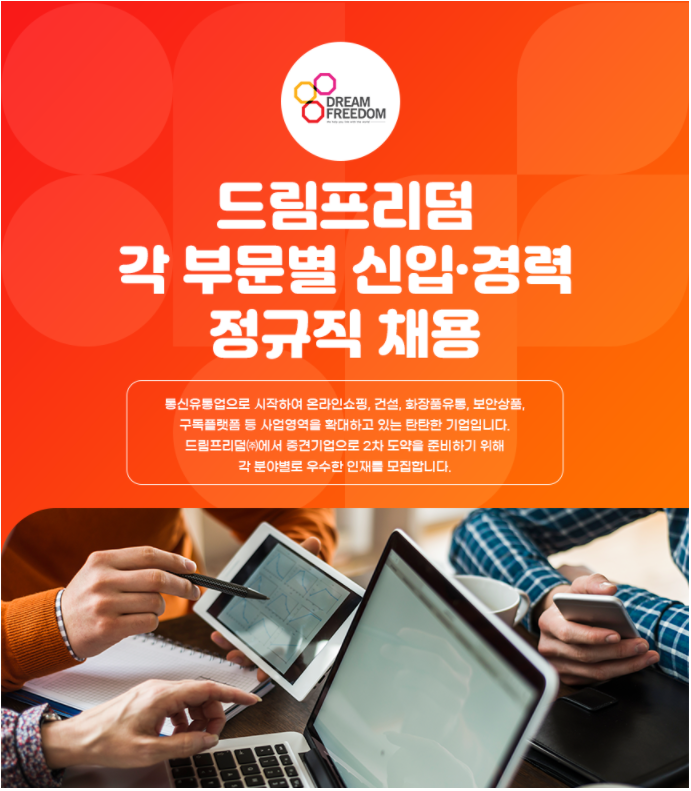 DREAM
FREEDOM
드림프리덤
각 부문별 신입·경력
정규직 채용
통신유통업으로 시작하여 온라인쇼핑, 건설, 화장품유통, 보안상품,
구독플랫폼 등 사업영역을 확대하고 있는 탄탄한 기업입니다.
드림프리덤㈜에서 중견기업으로 2차 도약을 준비하기 위해
각 분야별로 우수한 인재를 모집합니다.